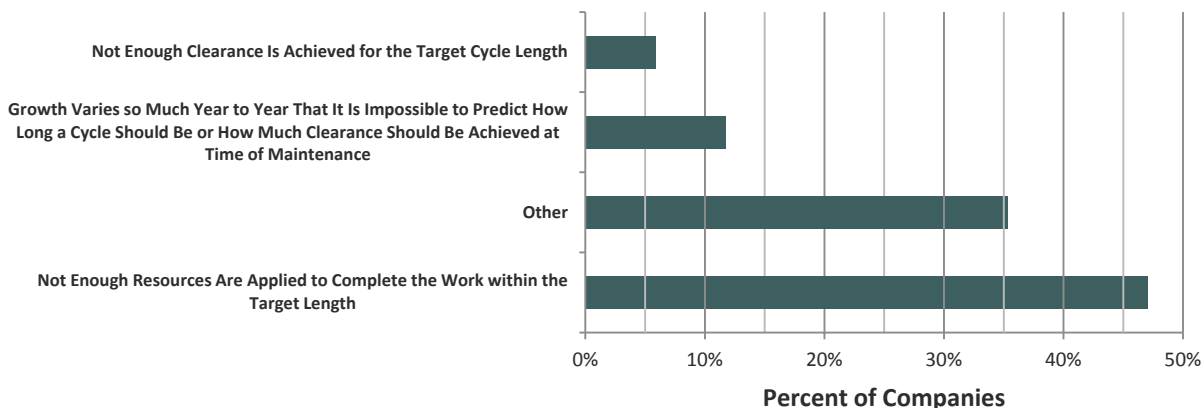 Not Enough Clearance Is Achieved for the Target Cycle Length
Growth Varies so Much Year to Year That It Is Impossible to Predict How
Long a Cycle Should Be or How Much Clearance Should Be Achieved at
Time of Maintenance
Other
Not Enough Resources Are Applied to Complete the Work within the
Target Length
0% 10% 20% 30% 40% 50%
Percent of Companies